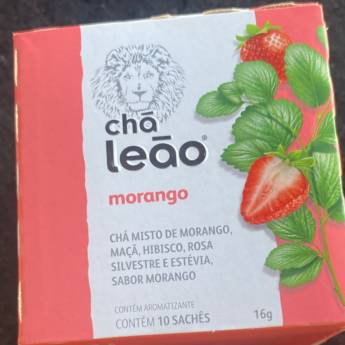 chá
leão®
morango
CHÁ MISTO DE MORANGO,
MAÇÃ, HIBISCO, ROSA
SILVESTRE E ESTÉVIA,
SABOR MORANGO
CONTÉM AROMATIZANTE
CONTÉM 10 SACHÊS 16g